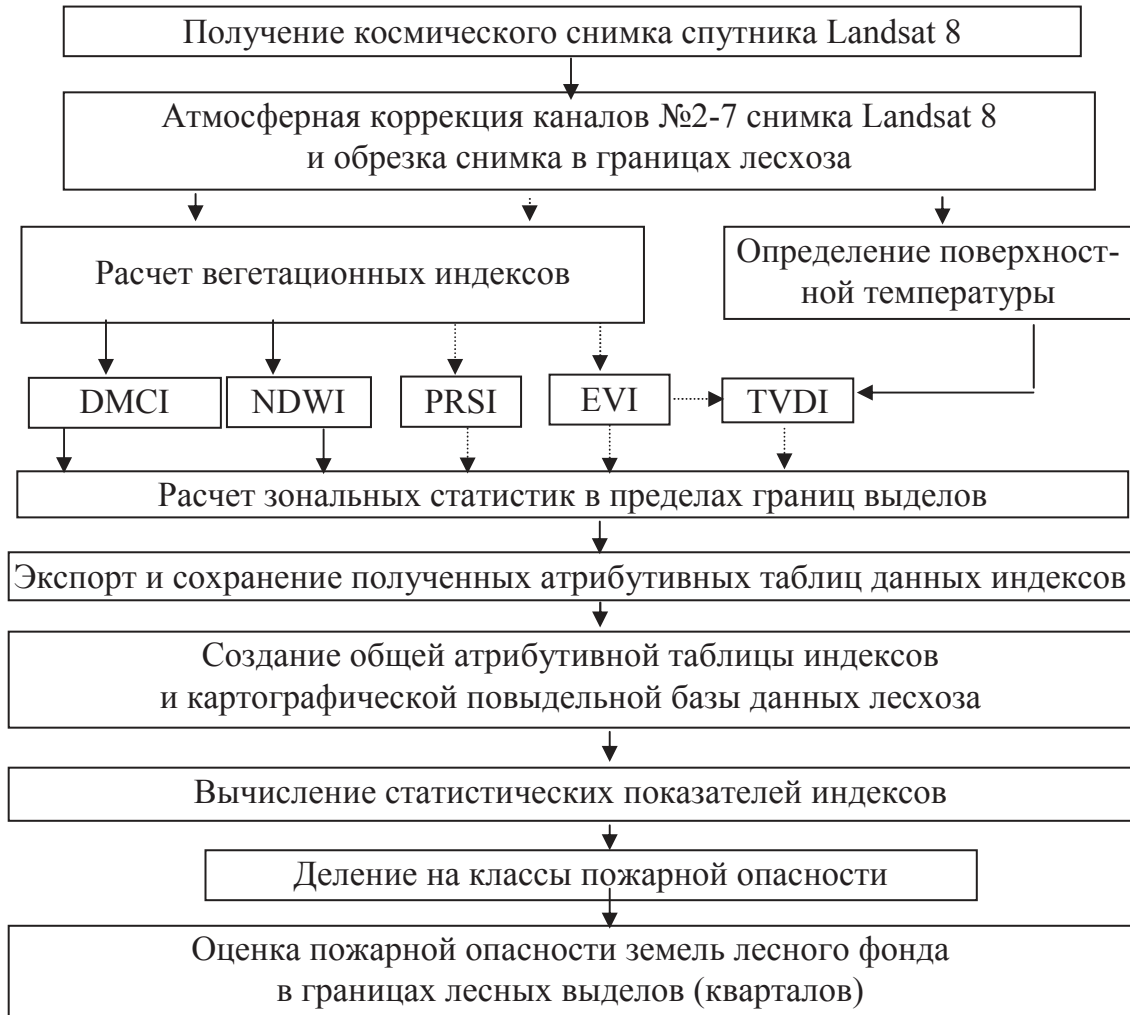 Получение космического снимка спутника Landsat 8
Атмосферная коррекция каналов №2-7 снимка Landsat 8
и обрезка снимка в границах лесхоза
Расчет вегетационных индексов
Определение поверхност-
ной температуры
DMCI
NDWI
PRSI
EVI
TVDI
Расчет зональных статистик в пределах границ выделов
Экспорт и сохранение полученных атрибутивных таблиц данных индексов
Создание общей атрибутивной таблицы индексов
и картографической повыдельной базы данных лесхоза
Вычисление статистических показателей индексов
Деление на классы пожарной опасности
Оценка пожарной опасности земель лесного фонда
в границах лесных выделов (кварталов)